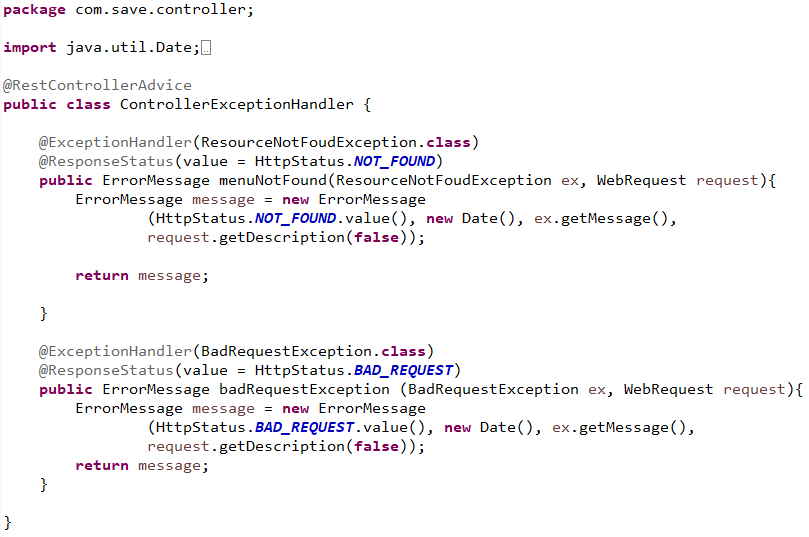 package com.save.controller;
import java.util.Date;
@RestControllerAdvice
public class ControllerExceptionHandler {
@ExceptionHandler(ResourceNotFoudException.class)
@ResponseStatus(value = HttpStatus.NOT_FOUND)
public ErrorMessage menuNotFound(ResourceNotFoudException ex, WebRequest request){
ErrorMessage message = new ErrorMessage
(HttpStatus.NOT_FOUND.value(), new Date(), ex.getMessage(),
request.getDescription(false));
return message;
}
@ExceptionHandler(BadRequestException.class)
@ResponseStatus(value = HttpStatus.BAD_REQUEST)
public ErrorMessage badRequestException (BadRequestException ex, WebRequest request){
ErrorMessage message = new ErrorMessage
(HttpStatus.BAD_REQUEST.value(), new Date(), ex.getMessage(),
request.getDescription(false));
return message;
}
}